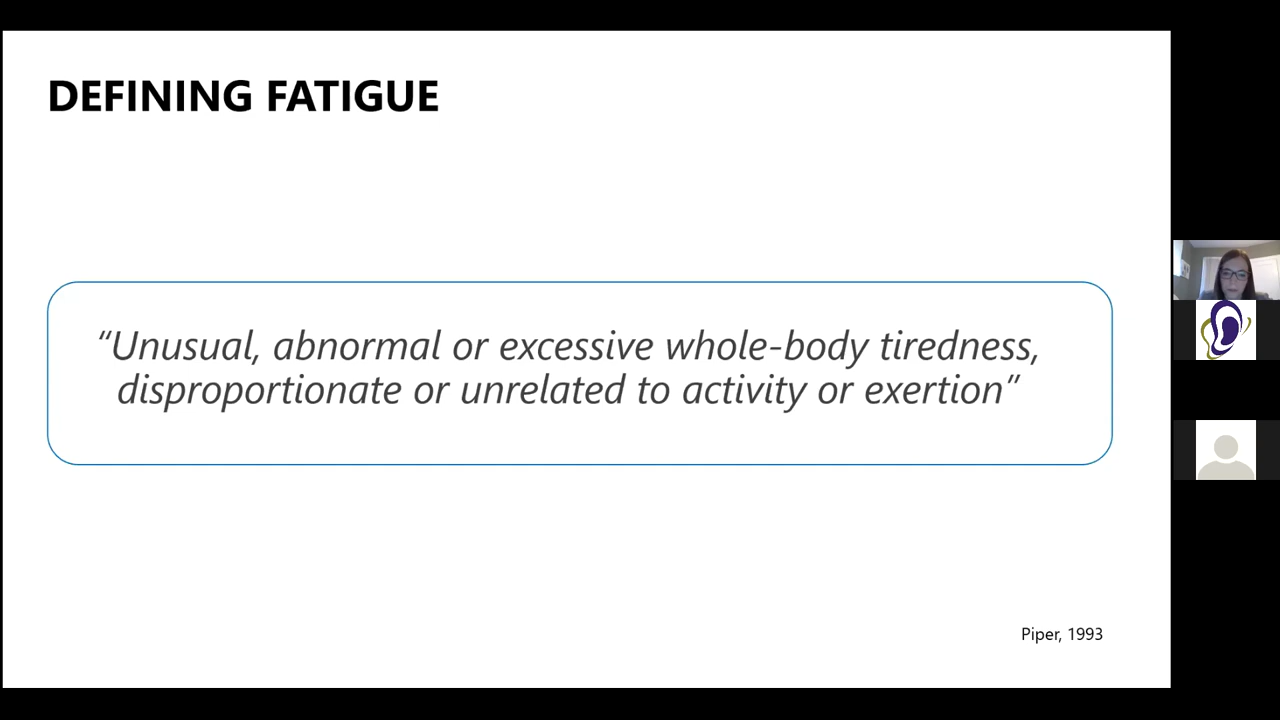 DEFINING FATIGUE
“Unusual, abnormal or excessive whole-body tiredness,
disproportionate or unrelated to activity or exertion”
Piper, 1993